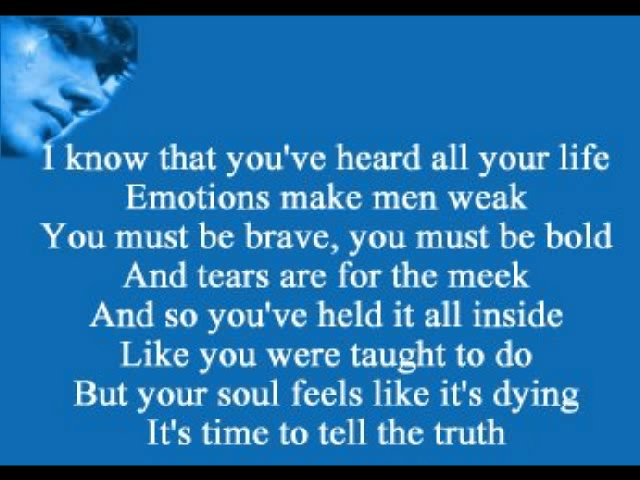 I know that you've heard all your life
Emotions make men weak
You must be brave, you must be bold
And tears are for the meek
And so you've held it all inside
Like you were taught to do
But your soul feels like it's dying
It's time to tell the truth